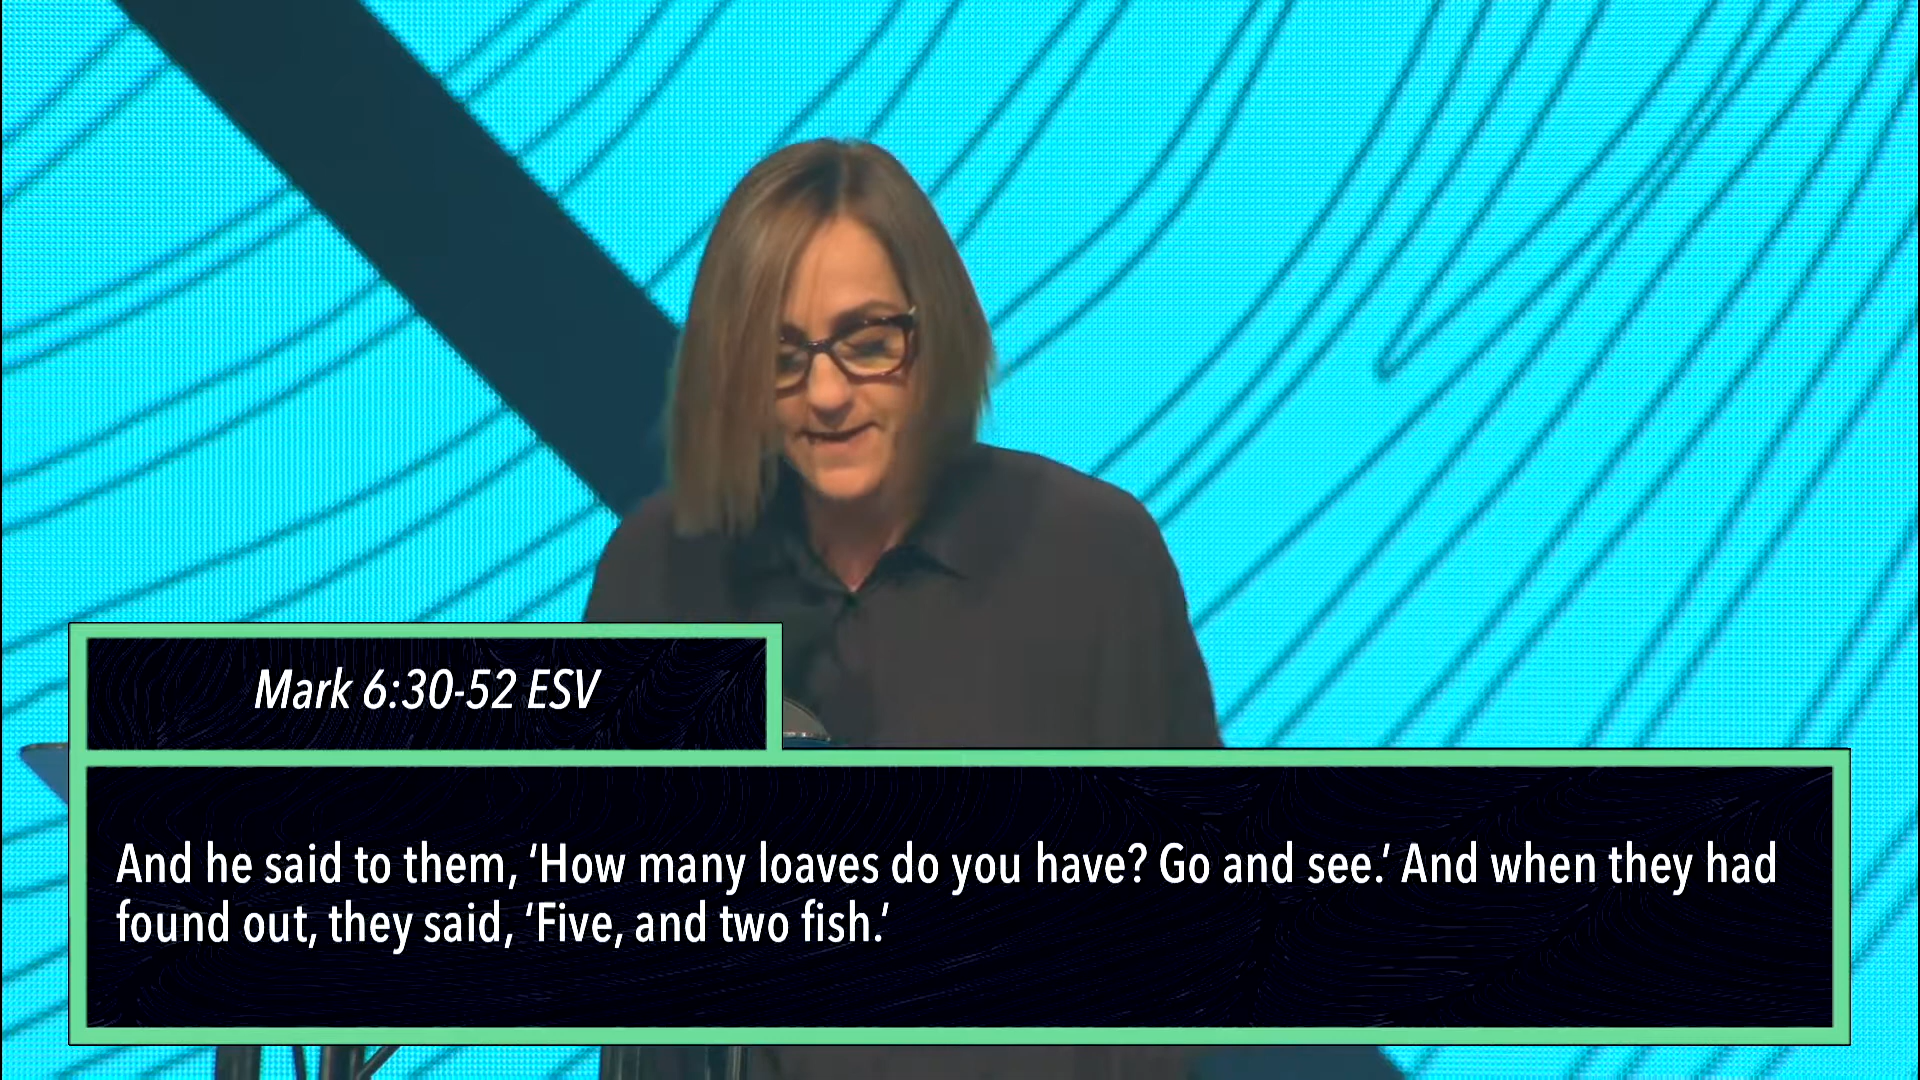 Mark 6:30-52 ESV
And he said to them, ‘How many loaves do you have? Go and see.’ And when they had
found out, they said, ‘Five, and two fish.’